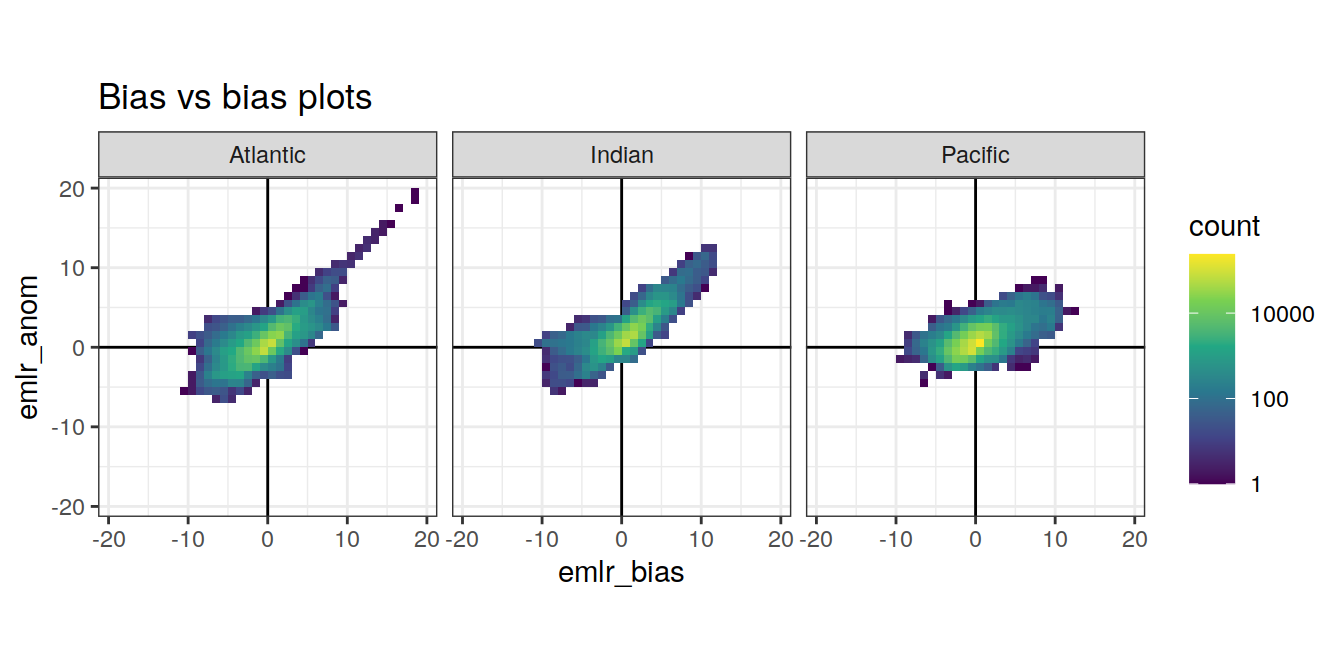 Bias vs bias plots
Atlantic
Indian
Pacific
20
10
0
-10
-20
emlr_anom
-20 -10 0 10 20
-20 -10 0 10 20
-20 -10 0 10 20
emlr_bias
count
10000
100
1